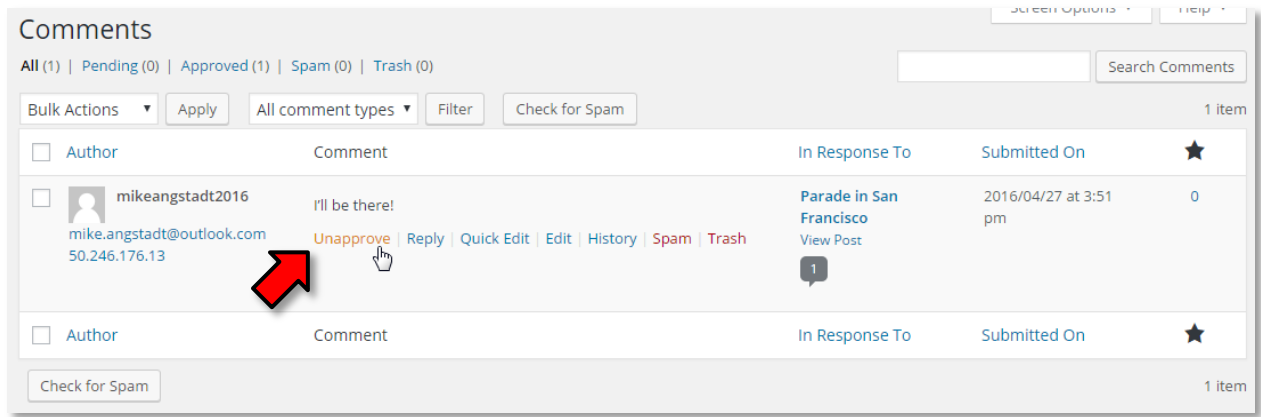 Screen Options Help
Comments
All (1) | Pending (0) | Approved (1) | Spam (0) | Trash (0)
Search Comments
Bulk Actions Apply All comment types Filter Check for Spam 1 item
Author Comment In Response To Submitted On
mikeangstadt2016 I'll be there! Parade in San Francisco 2016/04/27 at 3:51 pm 0
mike.angstadt@outlook.com Unapprove | Reply | Quick Edit | Edit | History | Spam | Trash View Post
50.246.176.13 1
Author Comment In Response To Submitted On
Check for Spam 1 item